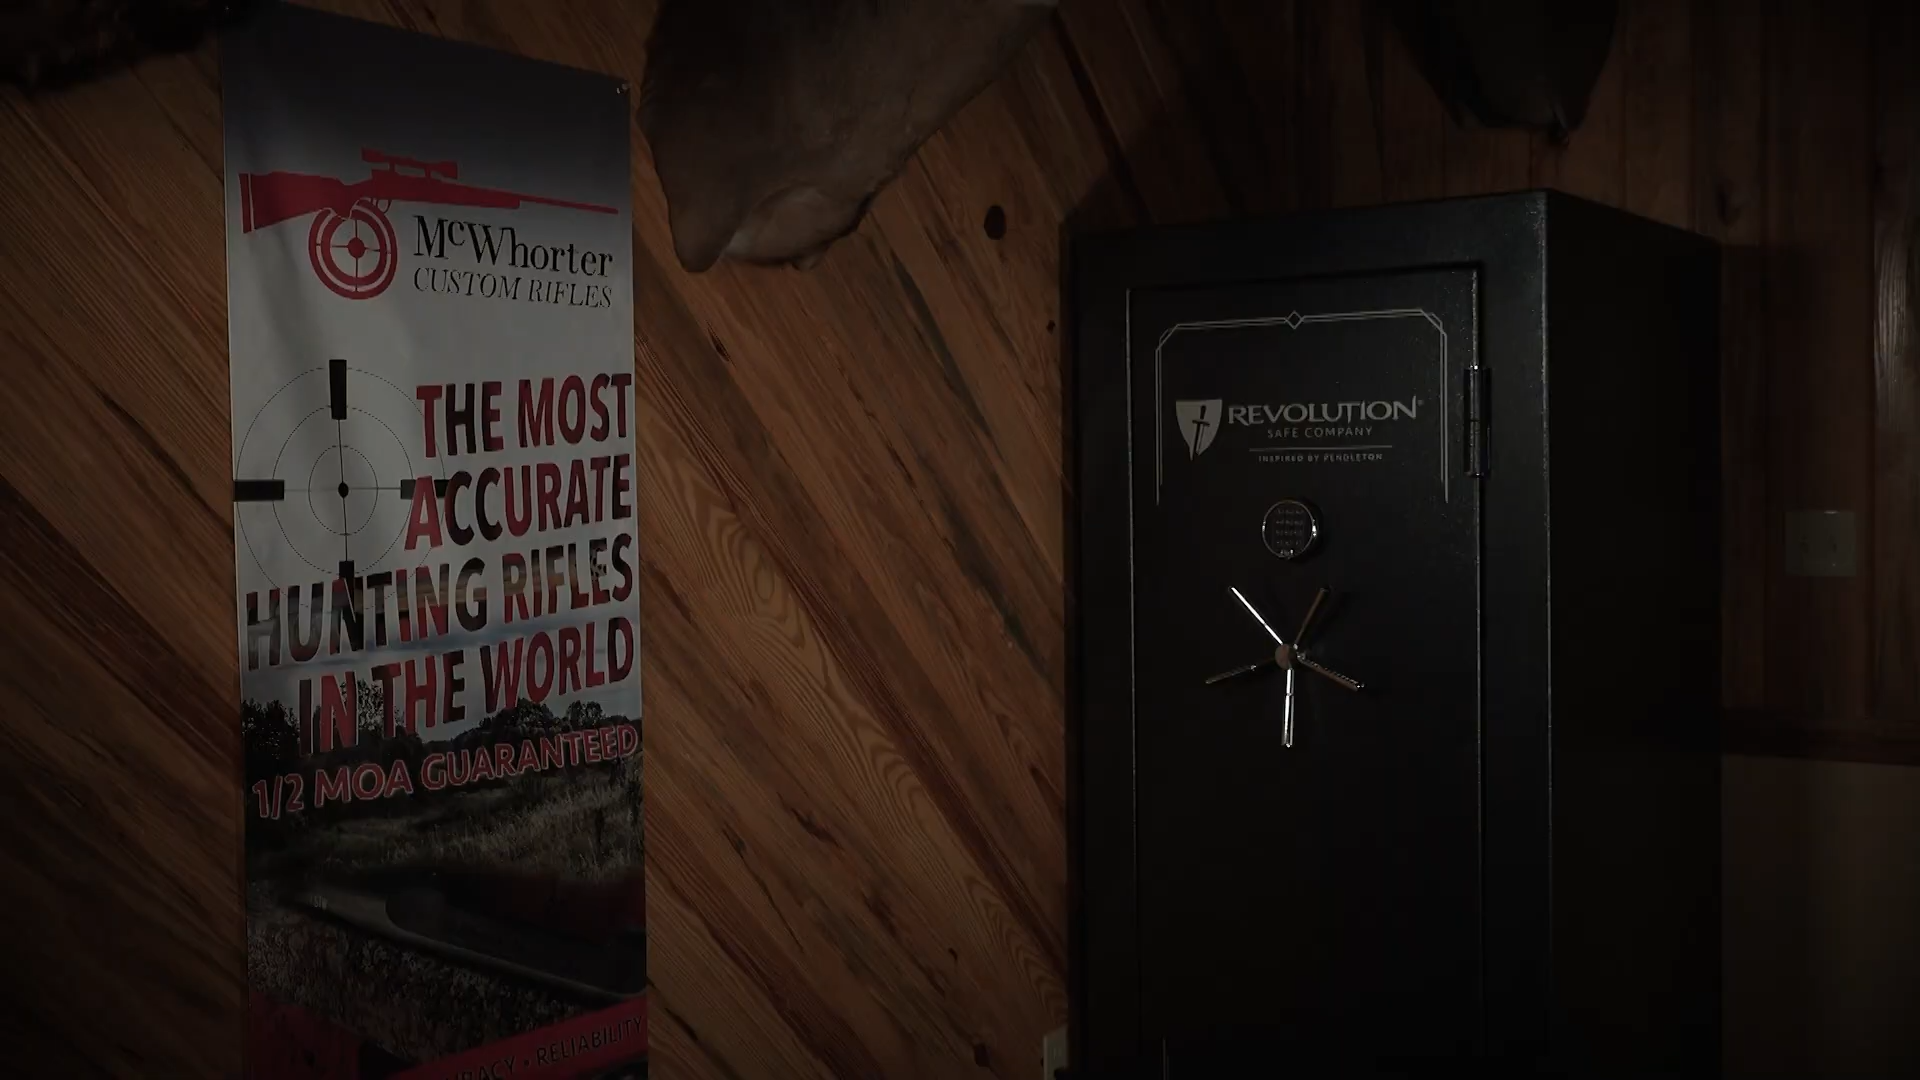 McWhorter
CUSTOM RIFLES
THE MOST
ACCURATE
HUNTING RIFLES
IN THE WORLD
1/2 MOA GUARANTEED
• RELIABILITY
REVOLUTION®
SAFE COMPANY
INSPIRED BY PENDLETON